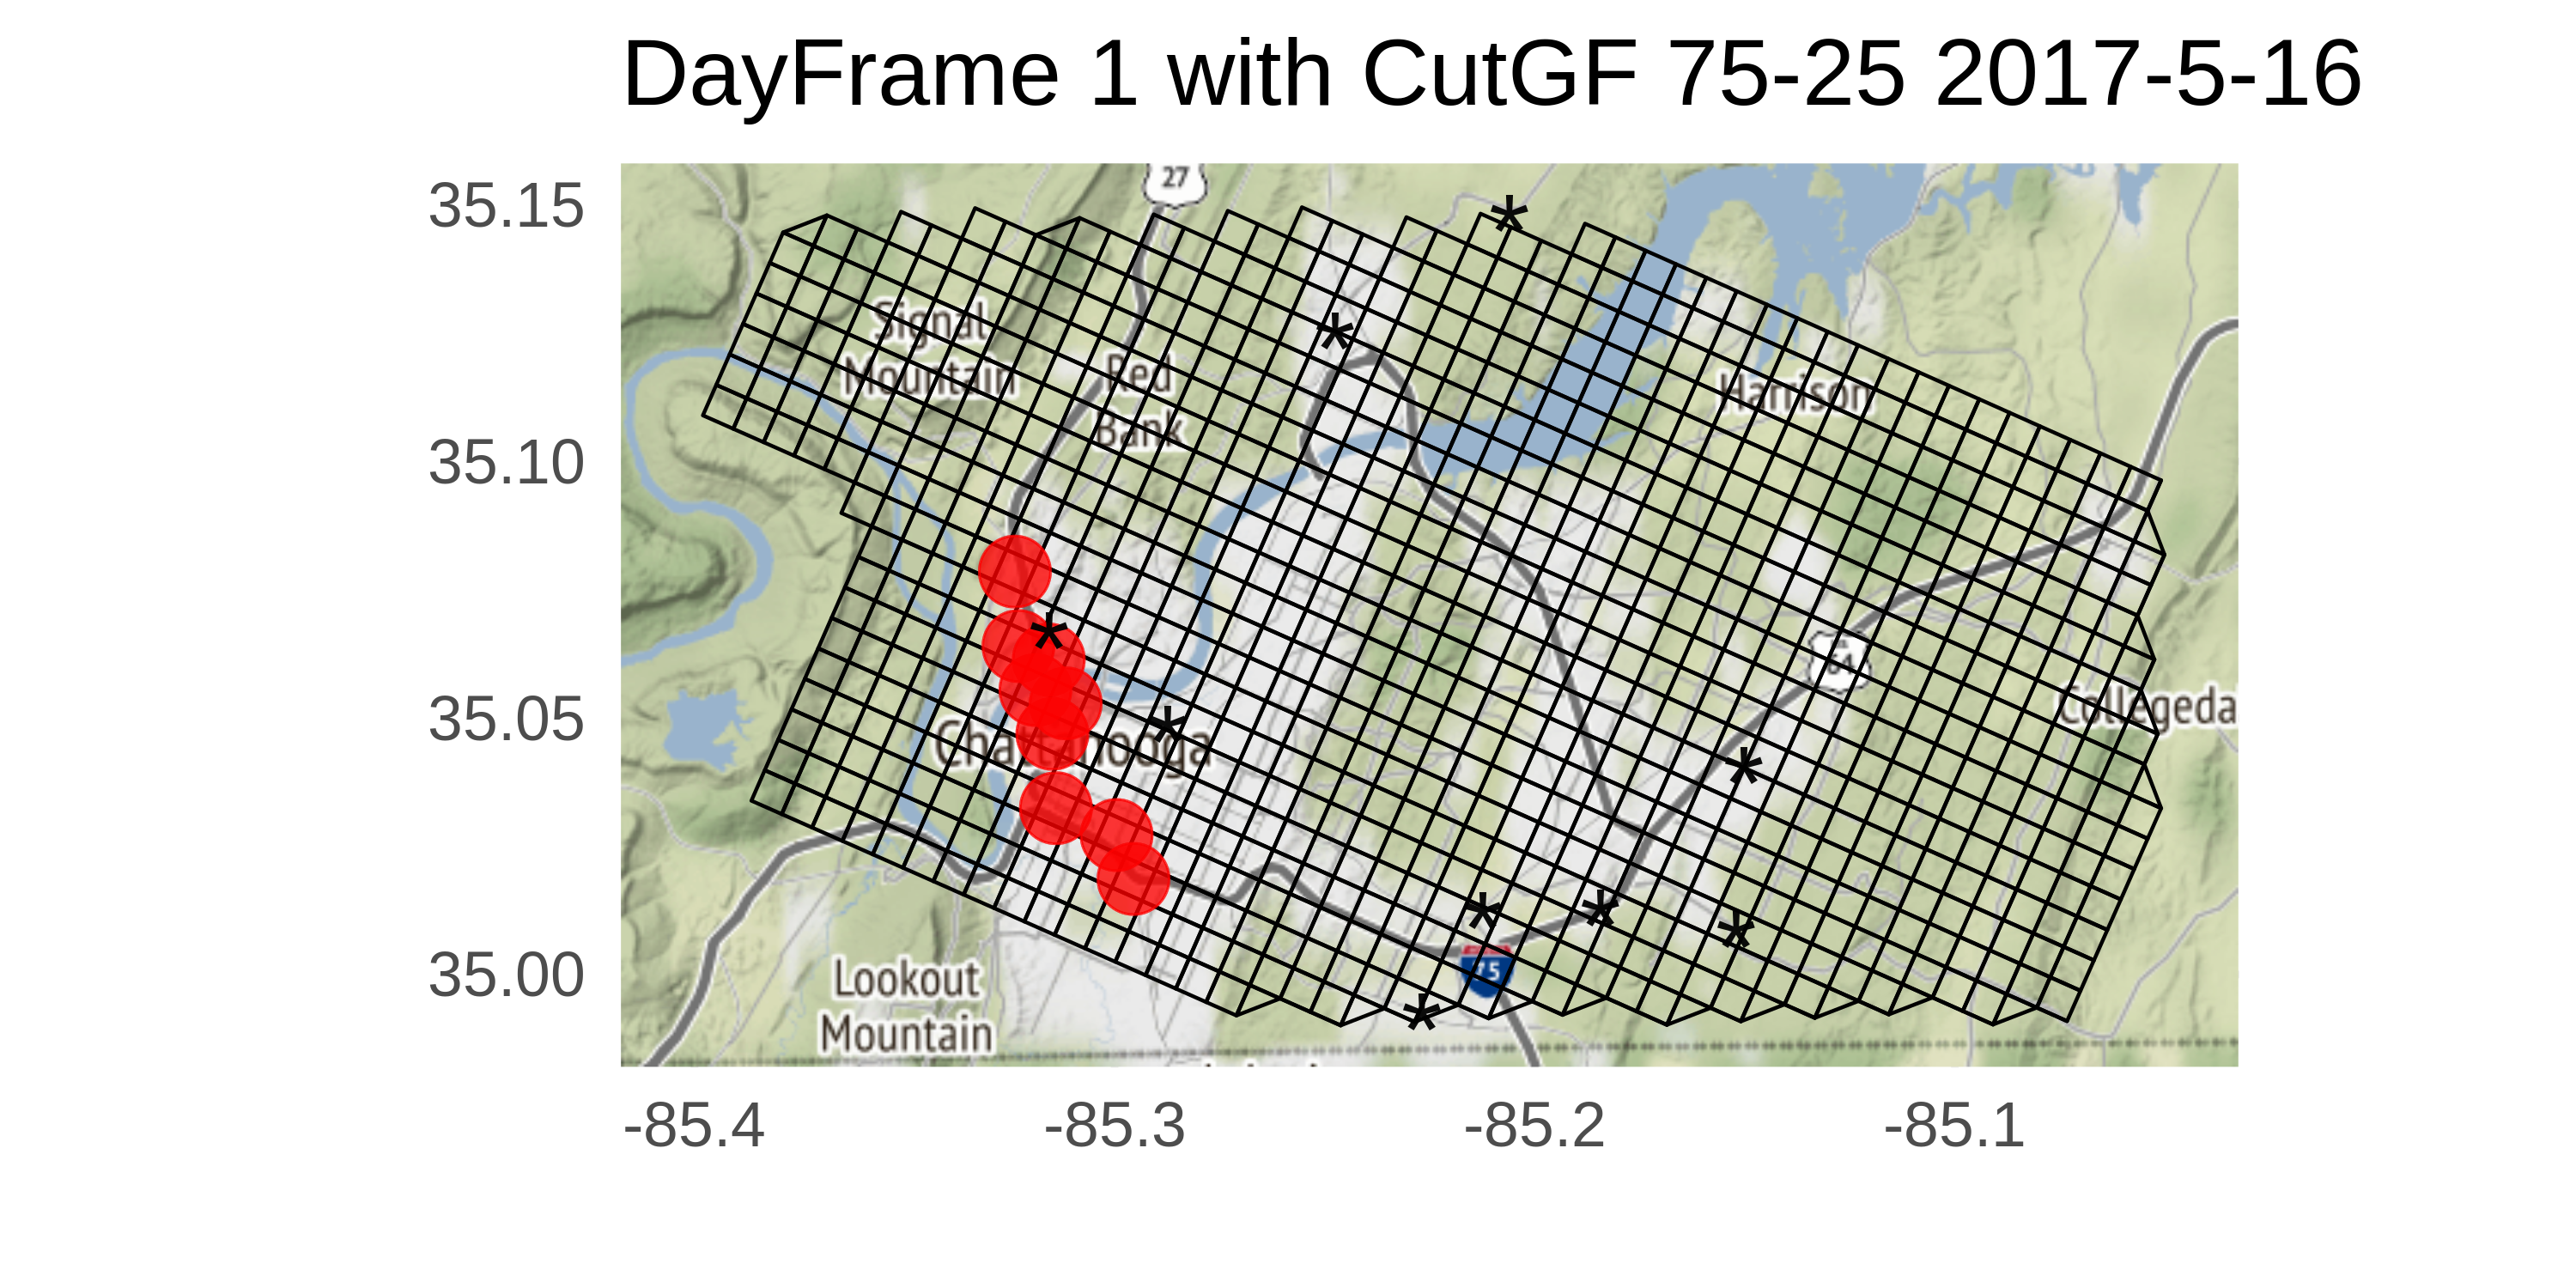 DayFrame 1 with CutGF 75-25 2017-5-16
35.15
35.10
35.05
35.00
27
Signal
Mountain
Red
Bank
Harrison
64
Collegeda
Chattanooga
75
Lookout
Mountain
-85.4
-85.3
-85.2
-85.1